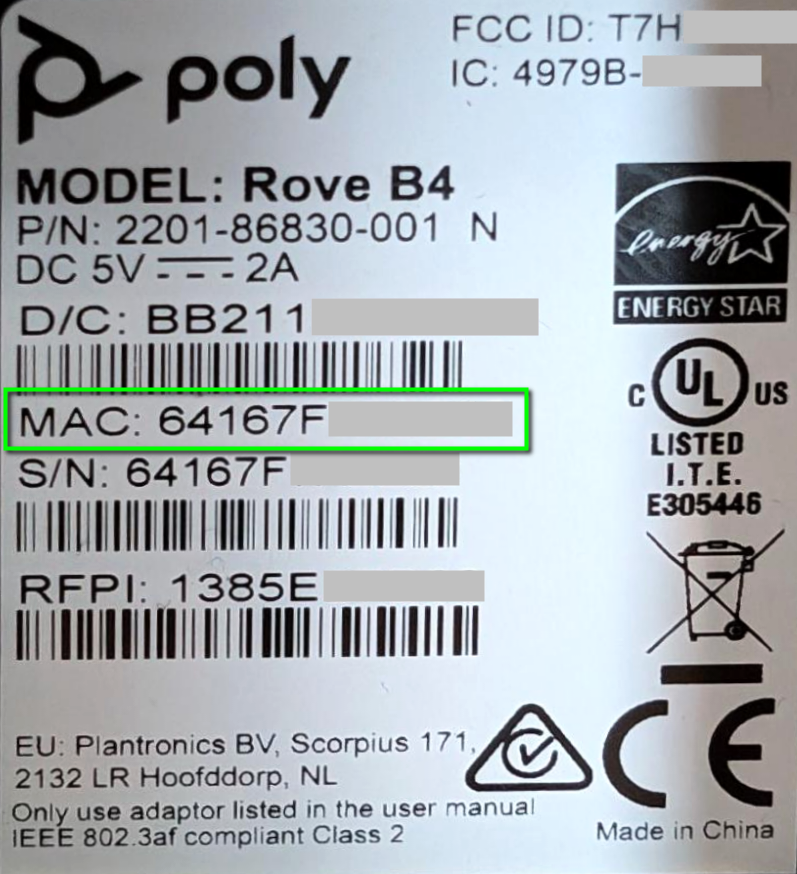 poly
FCC ID: T7H
IC: 4979B-
MODEL: Rove B4
P/N: 2201-86830-001 N
DC 5V 2A
energy
ENERGY STAR
D/C: BB211
MAC: 64167F
S/N: 64167F
C UL US
LISTED
I.T.E.
E305446
RFPI: 1385E
EU: Plantronics BV, Scorpius 171,
2132 LR Hoofddorp, NL
Only use adaptor listed in the user manual
IEEE 802.3af compliant Class 2
CE
Made in China